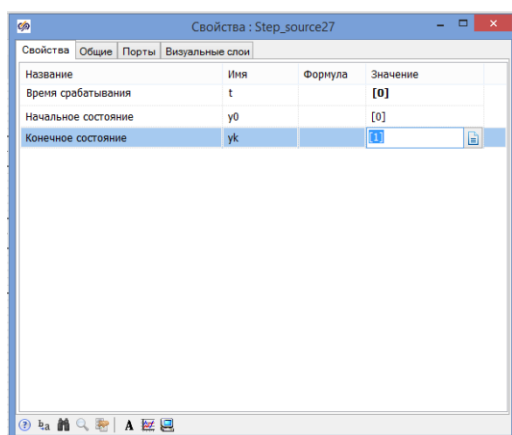 Свойства : Step_source27
Свойства Общие Порты Визуальные слои
Название Имя Формула Значение
Время срабатывания t [0]
Начальное состояние y0 [0]
Конечное состояние yk [1]